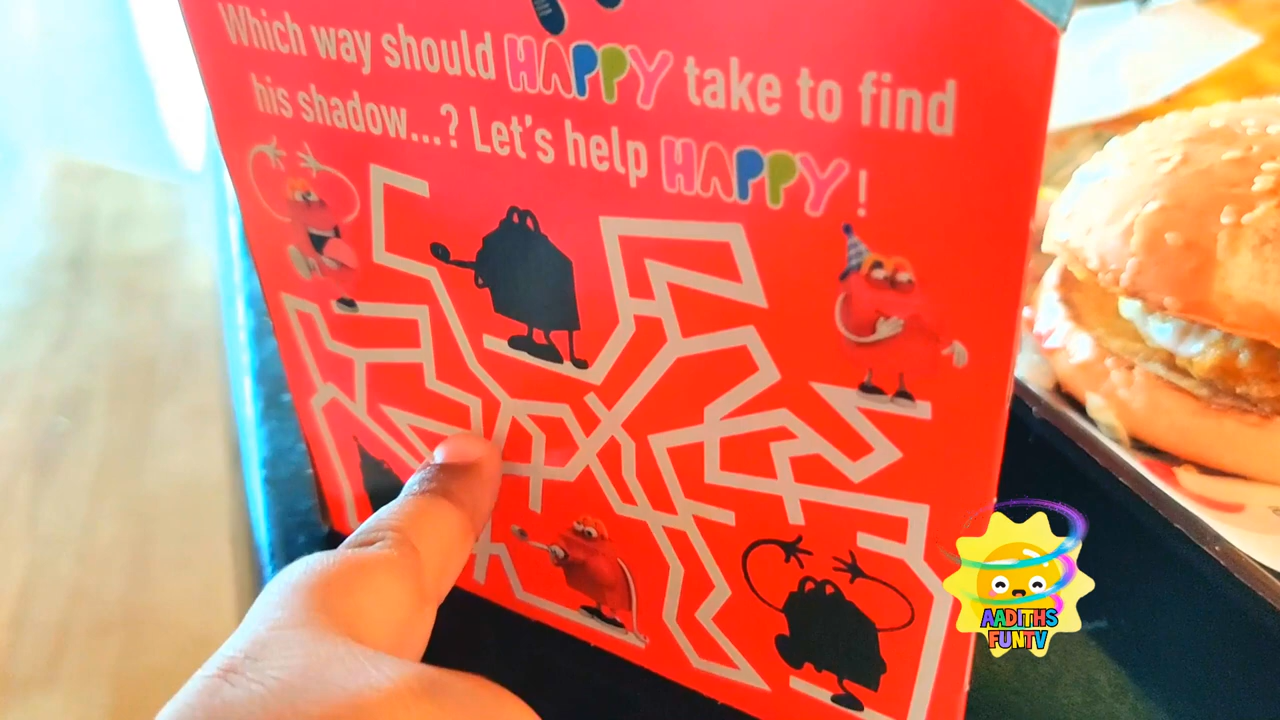 Which way should HAPPY take to find
his shadow...? Let's help HAPPY!
AADITHS
FUNTV